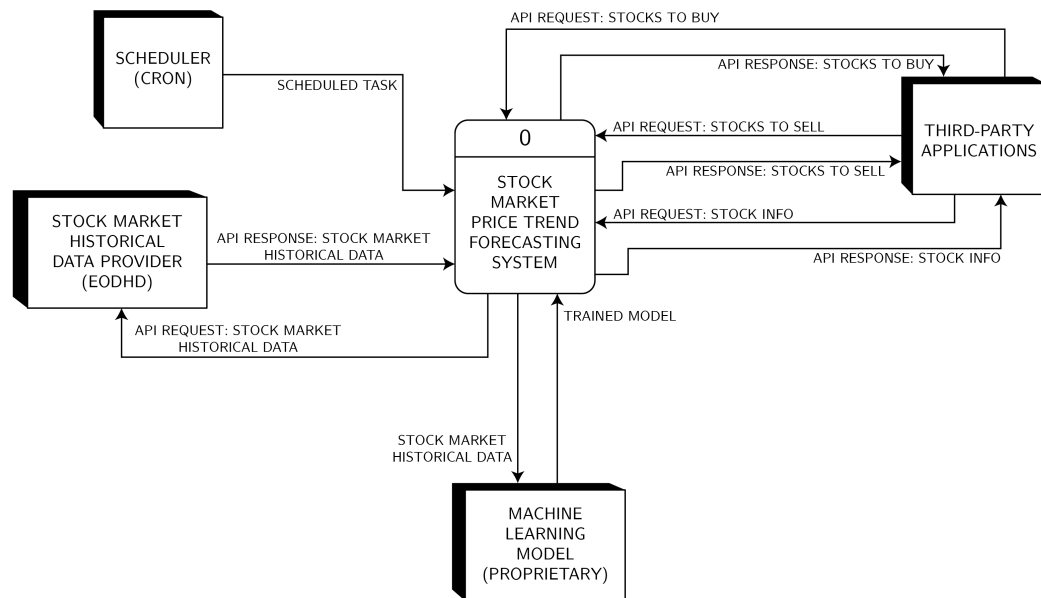 API REQUEST: STOCKS TO BUY
SCHEDULER
(CRON)
API RESPONSE: STOCKS TO BUY
SCHEDULED TASK
0
API REQUEST: STOCKS TO SELL
THIRD-PARTY
APPLICATIONS
API RESPONSE: STOCKS TO SELL
STOCK
MARKET
PRICE TREND
FORECASTING
SYSTEM
API REQUEST: STOCK INFO
STOCK MARKET
HISTORICAL
DATA PROVIDER
(EODHD)
API RESPONSE: STOCK MARKET
HISTORICAL DATA
API RESPONSE: STOCK INFO
TRAINED MODEL
API REQUEST: STOCK MARKET
HISTORICAL DATA
STOCK MARKET
HISTORICAL DATA
MACHINE
LEARNING
MODEL
(PROPRIETARY)